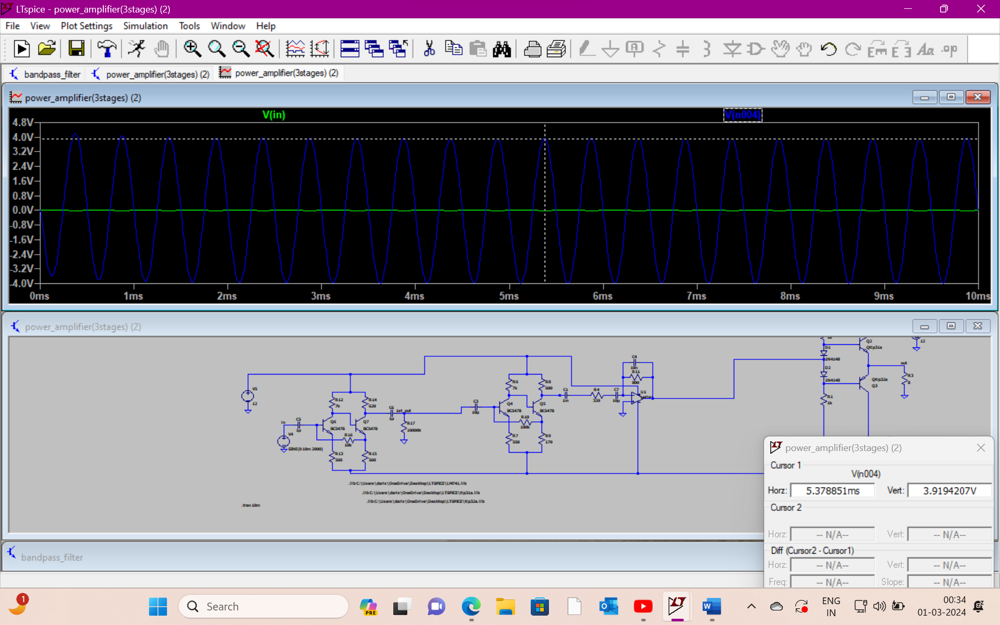 LTspice - power_amplifier(3stages) (2)
File View Plot Settings Simulation Tools Window Help
bandpass_filter power_amplifier(3stages) (2) power_amplifier(3stages) (2)
power_amplifier(3stages) (2)
V(in) V(n004)
4.8V
4.0V
3.2V
2.4V
1.6V
0.8V
0.0V
-0.8V
-1.6V
-2.4V
-3.2V
-4.0V
0ms 1ms 2ms 3ms 4ms 5ms 6ms 7ms 8ms 9ms 10ms
power_amplifier(3stages) (2)
Q2
Qtip31a
12
D1
1N4148
D2
1N4148
Qtip32a
Q3
out
R3
8
R1
1k
C4
10n
R11
800
U1
R4
320
C7
10µ
C1
1m
R6
7k
R8
600
Q4
BC547B
Q5
BC547B
R10
100k
R7
550
R9
170
C3
10µ
V5
12
R12
7k
R14
620
C6
1µ
1st_out
R17
10000k
in
C5
1µ
Q6
BC547B
Q7
BC547B
R16
10k
V4
SINE(0 10m 2000)
R13
560
R15
560
.lib C:\Users\daris\OneDrive\Desktop\LTSPICE\LM741.lib
.lib C:\Users\daris\OneDrive\Desktop\LTSPICE\tip31a.lib
.lib C:\Users\daris\OneDrive\Desktop\LTSPICE\tip32a.lib
.tran 10m
power_amplifier(3stages) (2)
Cursor 1
V(n004)
Horz: 5.378851ms Vert: 3.9194207V
Cursor 2
Horz: -- N/A-- Vert: -- N/A--
Diff (Cursor2 - Cursor1)
Horz: -- N/A-- Vert: -- N/A--
Freq: -- N/A-- Slope: -- N/A--
bandpass_filter
1
Search
PRE
ENG
IN
00:34
01-03-2024